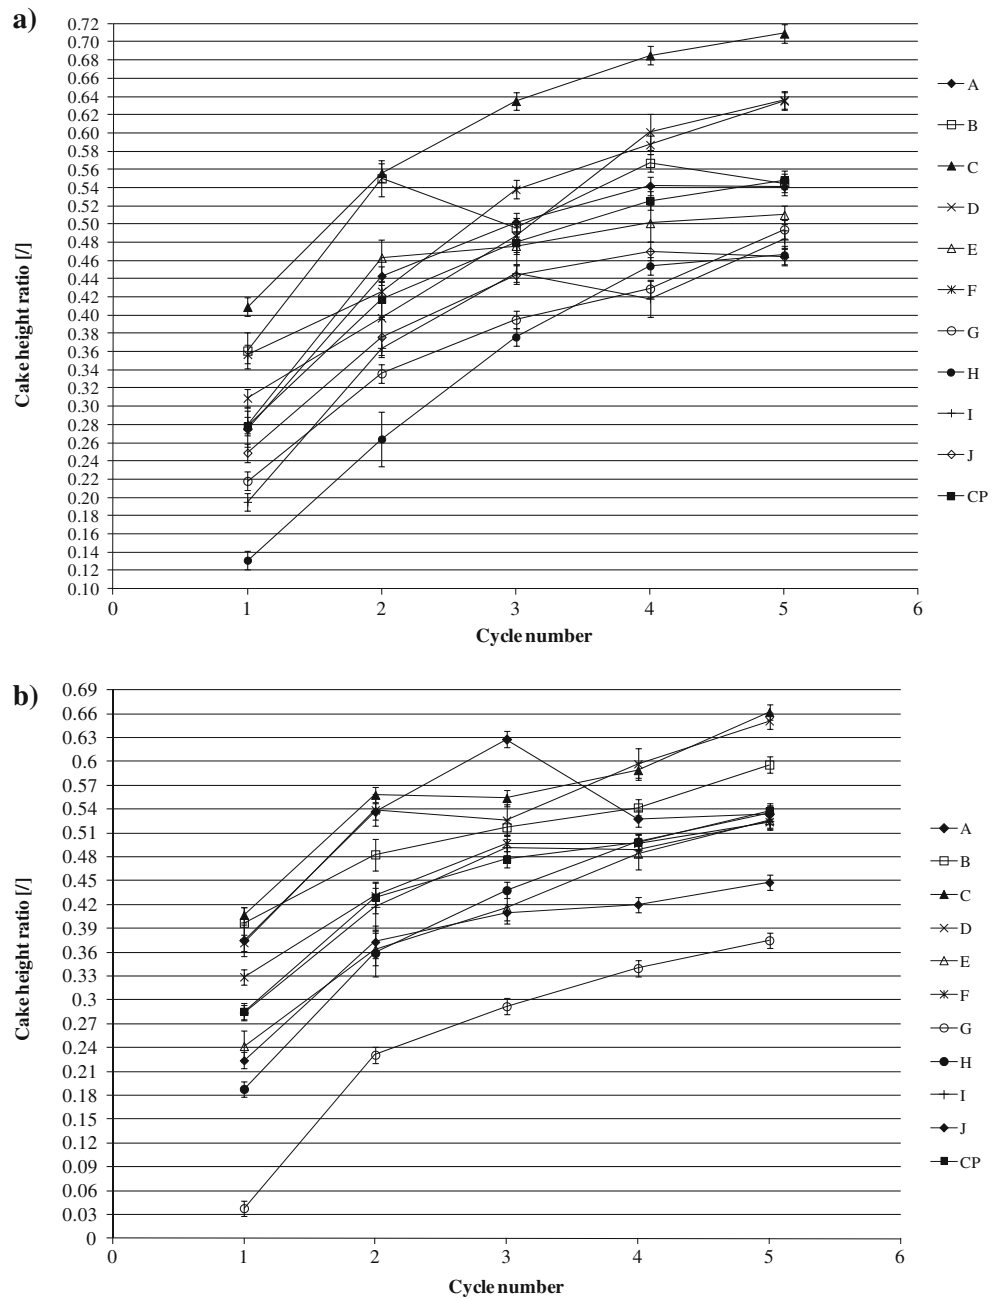 a)
0.72
0.70
0.68
0.66
0.64
0.62
0.60
0.58
0.56
0.54
0.52
0.50
0.48
0.46
0.44
0.42
0.40
0.38
0.36
0.34
0.32
0.30
0.28
0.26
0.24
0.22
0.20
0.18
0.16
0.14
0.12
0.10
Cake height ratio [/]
0 1 2 3 4 5 6
Cycle number
A
B
C
D
E
F
G
H
I
J
CP
b)
0.69
0.66
0.63
0.6
0.57
0.54
0.51
0.48
0.45
0.42
0.39
0.36
0.33
0.3
0.27
0.24
0.21
0.18
0.15
0.12
0.09
0.06
0.03
0
Cake height ratio [/]
0 1 2 3 4 5 6
Cycle number
A
B
C
D
E
F
G
H
I
J
CP